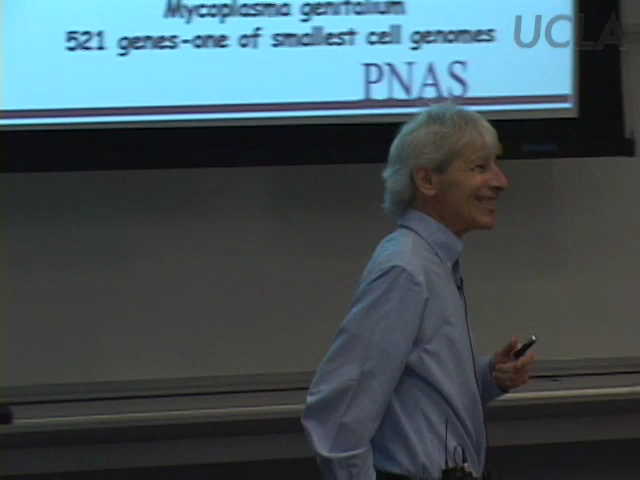 Mycoplasma genitalium
521 genes-one of smallest cell genomes
PNAS
UCLA